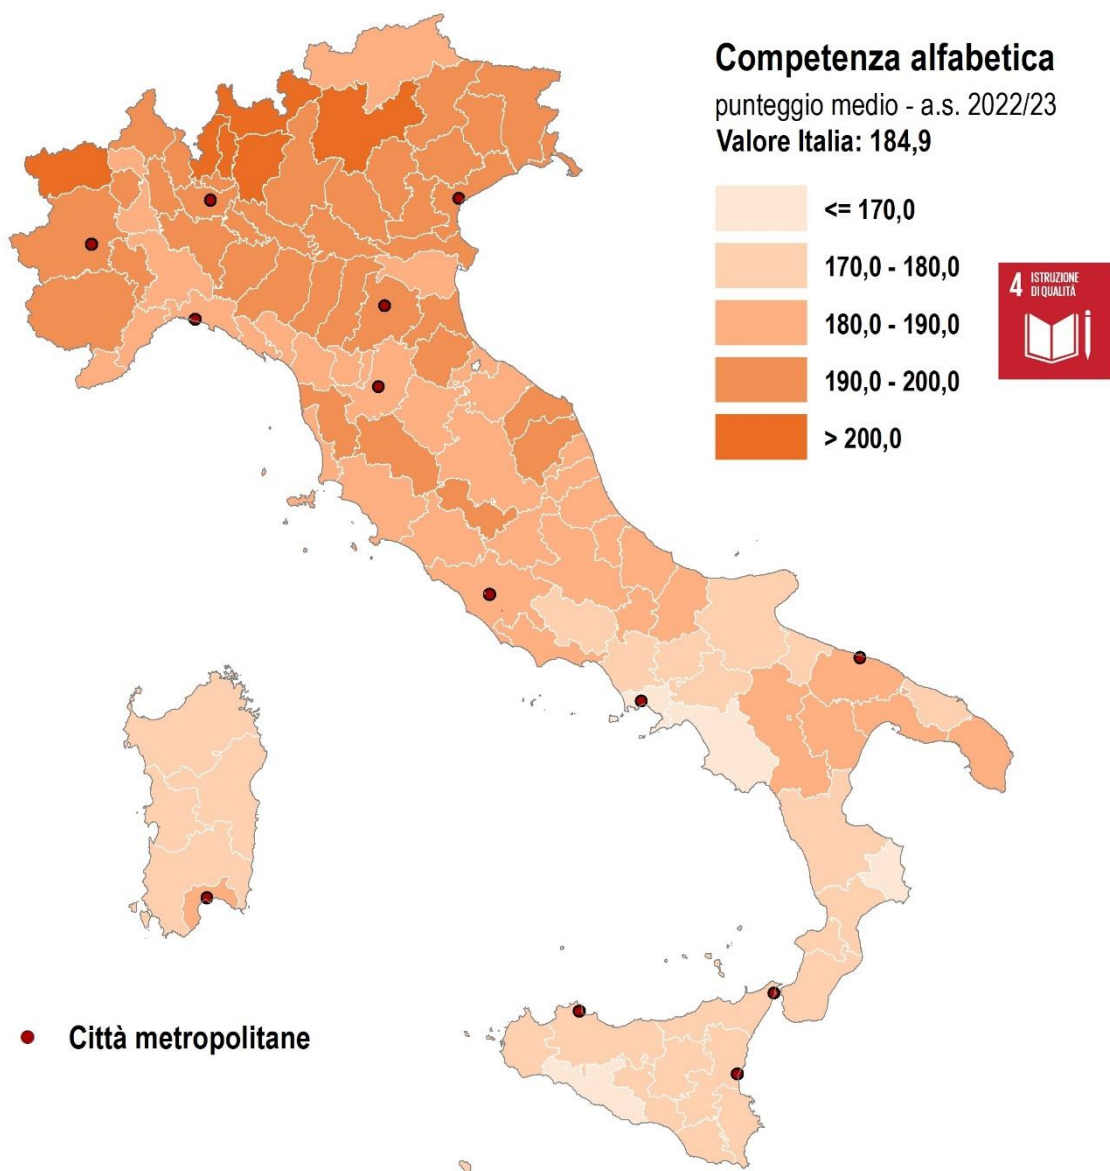 Competenza alfabetica
punteggio medio - a.s. 2022/23
Valore Italia: 184,9
<= 170,0
170,0 - 180,0
180,0 - 190,0
190,0 - 200,0
> 200,0
4 ISTRUZIONE
DI QUALITÀ
Città metropolitane